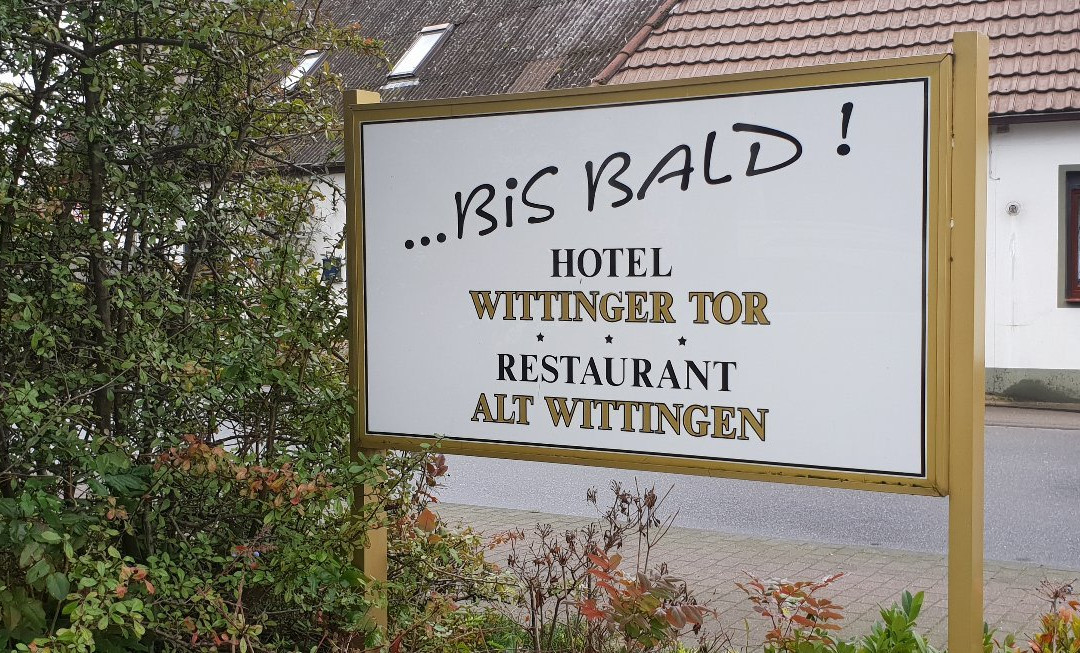 ...BiS BALD !
HOTEL
WITTINGER TOR
★ ★ ★
RESTAURANT
ALT WITTINGEN